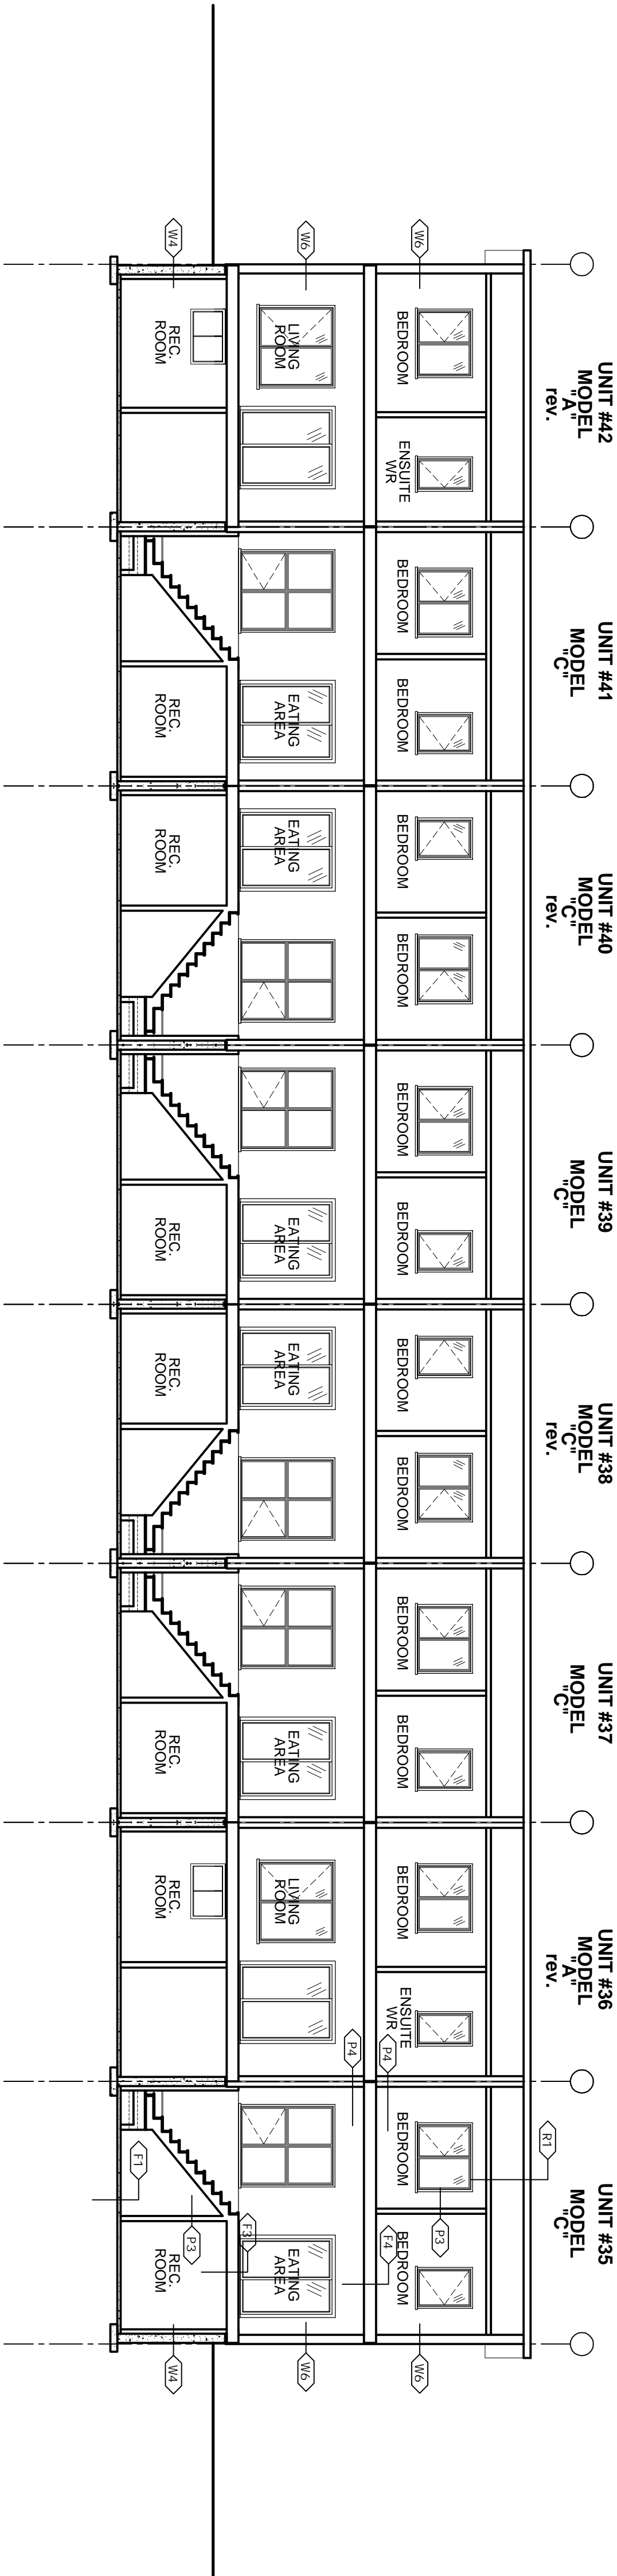 UNIT #42
MODEL
"A"
rev.
UNIT #41
MODEL
"C"
UNIT #40
MODEL
"C"
rev.
UNIT #39
MODEL
"C"
UNIT #38
MODEL
"C"
rev.
UNIT #37
MODEL
"C"
UNIT #36
MODEL
"A"
rev.
UNIT #35
MODEL
"C"
R1
W6
BEDROOM
ENSUITE
WR
BEDROOM
BEDROOM
BEDROOM
BEDROOM
BEDROOM
BEDROOM
BEDROOM
BEDROOM
BEDROOM
BEDROOM
BEDROOM
ENSUITE
WR
P4
BEDROOM
P3
BEDROOM
W6
P4
F4
W6
LIVING
ROOM
EATING
AREA
EATING
AREA
EATING
AREA
EATING
AREA
EATING
AREA
LIVING
ROOM
EATING
AREA
W6
F3
W4
REC.
ROOM
REC.
ROOM
REC.
ROOM
REC.
ROOM
REC.
ROOM
REC.
ROOM
REC.
ROOM
F1
P3
REC.
ROOM
W4